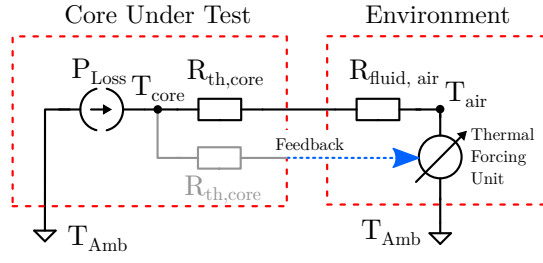 Core Under Test
Environment
P_Loss
T_core
R_th,core
R_fluid, air
T_air
Feedback
Thermal
Forcing
Unit
R_th,core
T_Amb
T_Amb